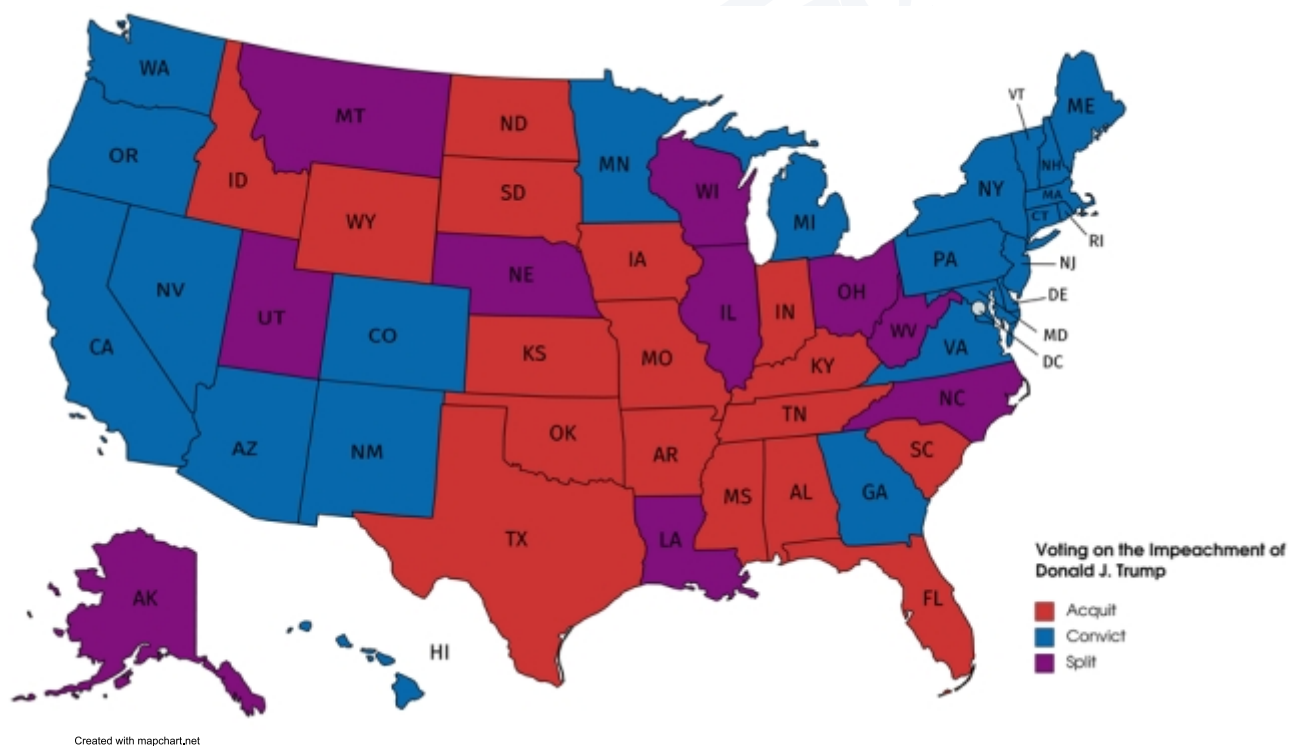 WA
MT
ND
MN
VT
ME
OR
ID
SD
WI
NH
NY
MA
WY
MI
CT
RI
IA
PA
NJ
NE
NV
UT
CO
IL
IN
OH
DE
WV
MD
CA
KS
MO
KY
VA
DC
NC
TN
AZ
NM
OK
AR
SC
MS
AL
GA
TX
LA
Voting on the Impeachment of
Donald J. Trump
AK
FL
Acquit
Convict
HI
Split
Created with mapchart.net